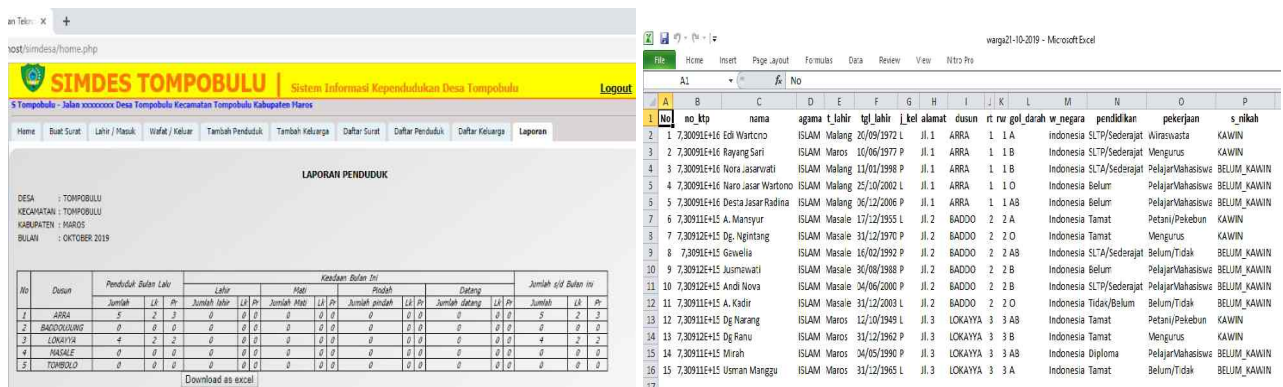 an Tekn × +
host/simdesa/home.php
SIMDES TOMPOBULU | Sistem Informasi Kependudukan Desa Tompobulu Logout
S Tompobulu - Jalan xxxxxxxx Desa Tompobulu Kecamatan Tompobulu Kabupaten Maros
Home Buat Surat Lahir / Masuk Wafat / Keluar Tambah Penduduk Tambah Keluarga Daftar Surat Daftar Penduduk Daftar Keluarga Laporan
LAPORAN PENDUDUK
DESA : TOMPOBULU
KECAMATAN : TOMPOBULU
KABUPATEN : MAROS
BULAN : OKTOBER 2019
No Dusun Penduduk Bulan Lalu Keadaan Bulan Ini Jumlah s/d Bulan ini
Lahir Mati Pindah Datang
Jumlah Lk Pr Jumlah lahir Lk Pr Jumlah Mati Lk Pr Jumlah pindah Lk Pr Jumlah datang Lk Pr Jumlah Lk Pr
1 ARRA 5 2 3 0 0 0 0 0 0 0 0 0 0 0 0 5 2 3
2 BADDOUJUNG 0 0 0 0 0 0 0 0 0 0 0 0 0 0 0 0 0 0
3 LOKAYYA 4 2 2 0 0 0 0 0 0 0 0 0 0 0 0 4 2 2
4 MASALE 0 0 0 0 0 0 0 0 0 0 0 0 0 0 0 0 0 0
5 TOMBOLO 0 0 0 0 0 0 0 0 0 0 0 0 0 0 0 0 0 0
Download as excel
warga21-10-2019 - Microsoft Excel
File Home Insert Page Layout Formulas Data Review View Nitro Pro
A1 fx No
A B C D E F G H I J K L M N O P
1 No no_ktp nama agama t_lahir tgl_lahir j_kel alamat dusun rt rw gol_darah w_negara pendidikan pekerjaan s_nikah
2 1 7,30091E+16 Edi Wartono ISLAM Malang 20/09/1972 L Jl. 1 ARRA 1 1 A Indonesia SLTP/Sederajat Wiraswasta KAWIN
3 2 7,30091E+16 Rayang Sari ISLAM Maros 10/06/1977 P Jl. 1 ARRA 1 1 B Indonesia SLTP/Sederajat Mengurus KAWIN
4 3 7,30091E+16 Nora Jasarwati ISLAM Malang 11/01/1998 P Jl. 1 ARRA 1 1 B Indonesia SLTA/Sederajat PelajarMahasiswa BELUM_KAWIN
5 4 7,30091E+16 Naro Jasar Wartono ISLAM Malang 25/10/2002 L Jl. 1 ARRA 1 1 O Indonesia Belum PelajarMahasiswa BELUM_KAWIN
6 5 7,30091E+16 Desta Jasar Radina ISLAM Malang 06/12/2006 P Jl. 1 ARRA 1 1 AB Indonesia Belum PelajarMahasiswa BELUM_KAWIN
7 6 7,30911E+15 A. Mansyur ISLAM Masale 17/12/1955 L Jl. 2 BADDO 2 2 A Indonesia Tamat Petani/Pekebun KAWIN
8 7 7,30911E+15 Dg. Ngintang ISLAM Masale 31/12/1970 P Jl. 2 BADDO 2 2 O Indonesia Tamat Mengurus KAWIN
9 8 7,3091E+15 Gawelia ISLAM Masale 16/02/1992 P Jl. 2 BADDO 2 2 AB Indonesia SLTA/Sederajat Belum/Tidak BELUM_KAWIN
10 9 7,30912E+15 Jusmawati ISLAM Masale 30/08/1988 P Jl. 2 BADDO 2 2 B Indonesia Belum PelajarMahasiswa BELUM_KAWIN
11 10 7,30912E+15 Andi Nova ISLAM Masale 04/06/2000 P Jl. 2 BADDO 2 2 B Indonesia SLTP/Sederajat PelajarMahasiswa BELUM_KAWIN
12 11 7,30911E+15 A. Kadir ISLAM Masale 31/12/2003 L Jl. 2 BADDO 2 2 O Indonesia Tidak/Belum Belum/Tidak BELUM_KAWIN
13 12 7,30911E+15 Dg Narang ISLAM Maros 12/10/1949 L Jl. 3 LOKAYYA 3 3 AB Indonesia Tamat Petani/Pekebun KAWIN
14 13 7,30912E+15 Dg Ranu ISLAM Maros 31/12/1962 P Jl. 3 LOKAYYA 3 3 B Indonesia Tamat Mengurus KAWIN
15 14 7,30911E+15 Mirah ISLAM Maros 04/05/1990 P Jl. 3 LOKAYYA 3 3 AB Indonesia Diploma PelajarMahasiswa BELUM_KAWIN
16 15 7,30911E+15 Usman Manggu ISLAM Maros 31/12/1965 L Jl. 3 LOKAYYA 3 3 A Indonesia Tamat Belum/Tidak BELUM_KAWIN
17